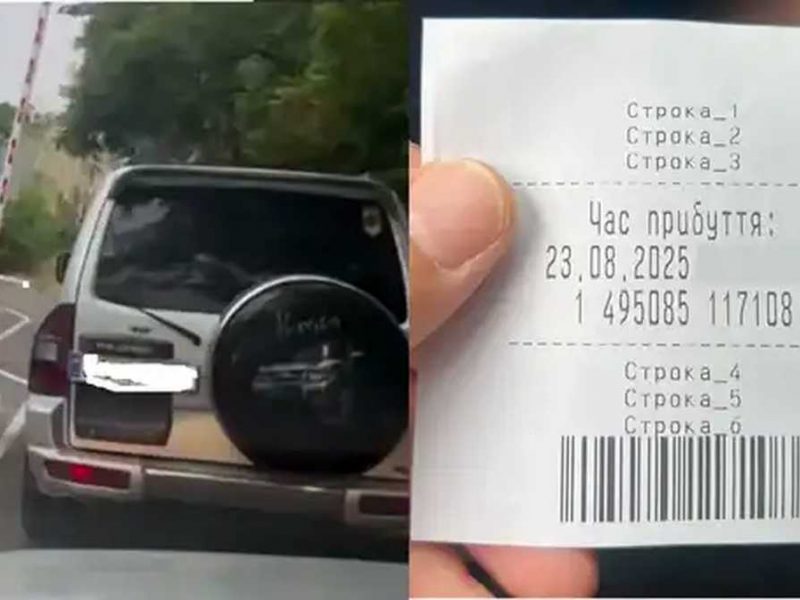 Строка_1
Строка_2
Строка_3
Час прибуття:
23.08.2025
1 495085 117108
Строка_4
Строка_5
Строка_6